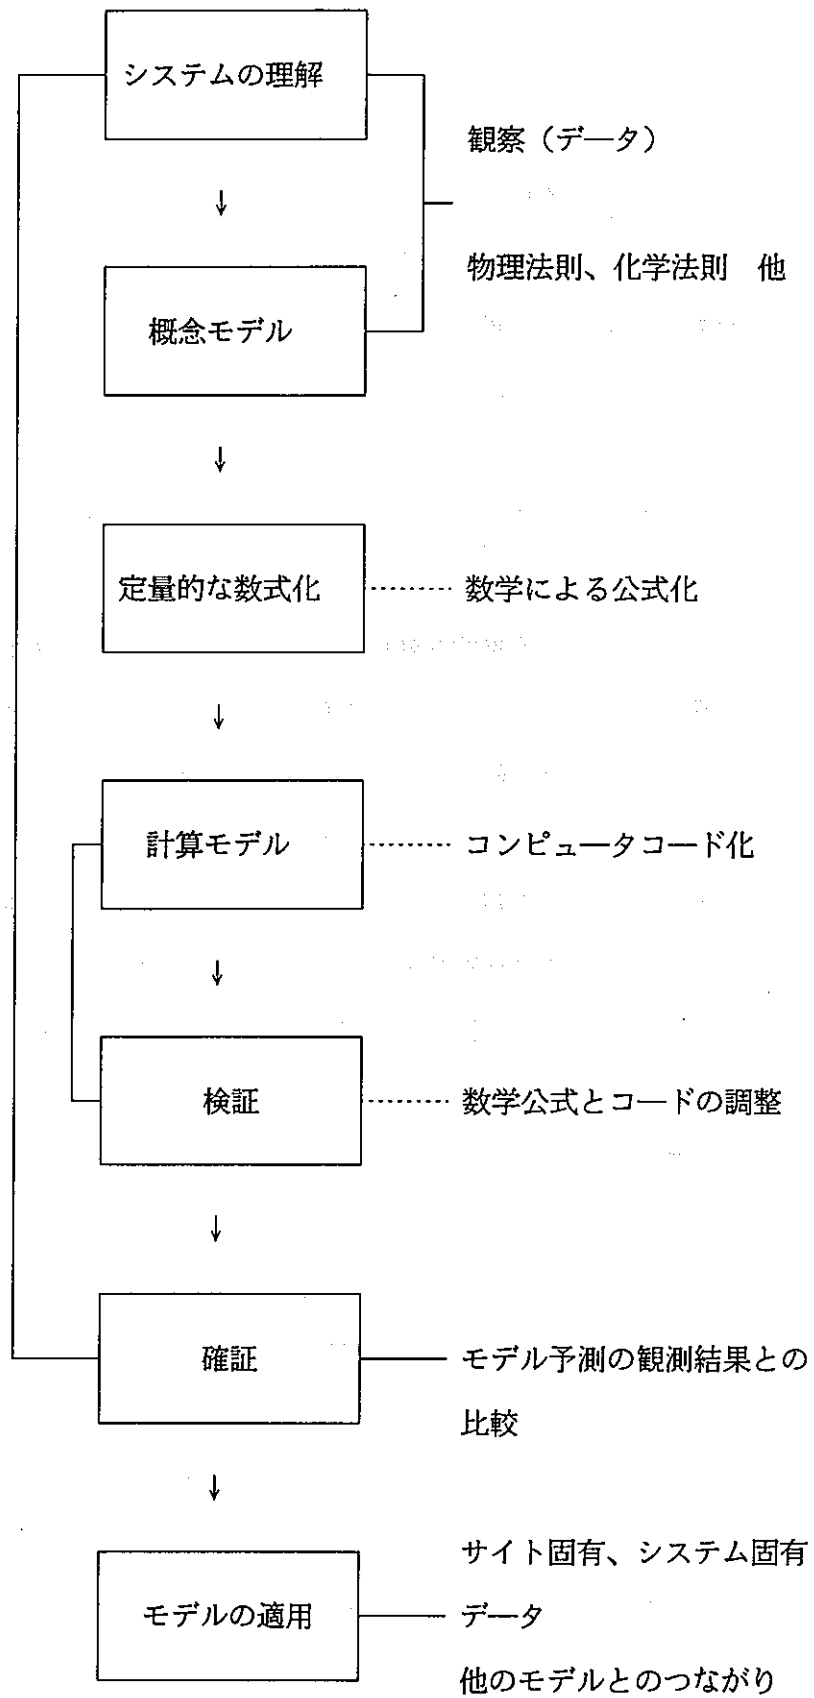 システムの理解
観察（データ）
↓
物理法則、化学法則　他
概念モデル
↓
定量的な数式化
数学による公式化
↓
計算モデル
コンピュータコード化
↓
検証
数学公式とコードの調整
↓
確証
モデル予測の観測結果との
比較
↓
サイト固有、システム固有
モデルの適用
データ
他のモデルとのつながり